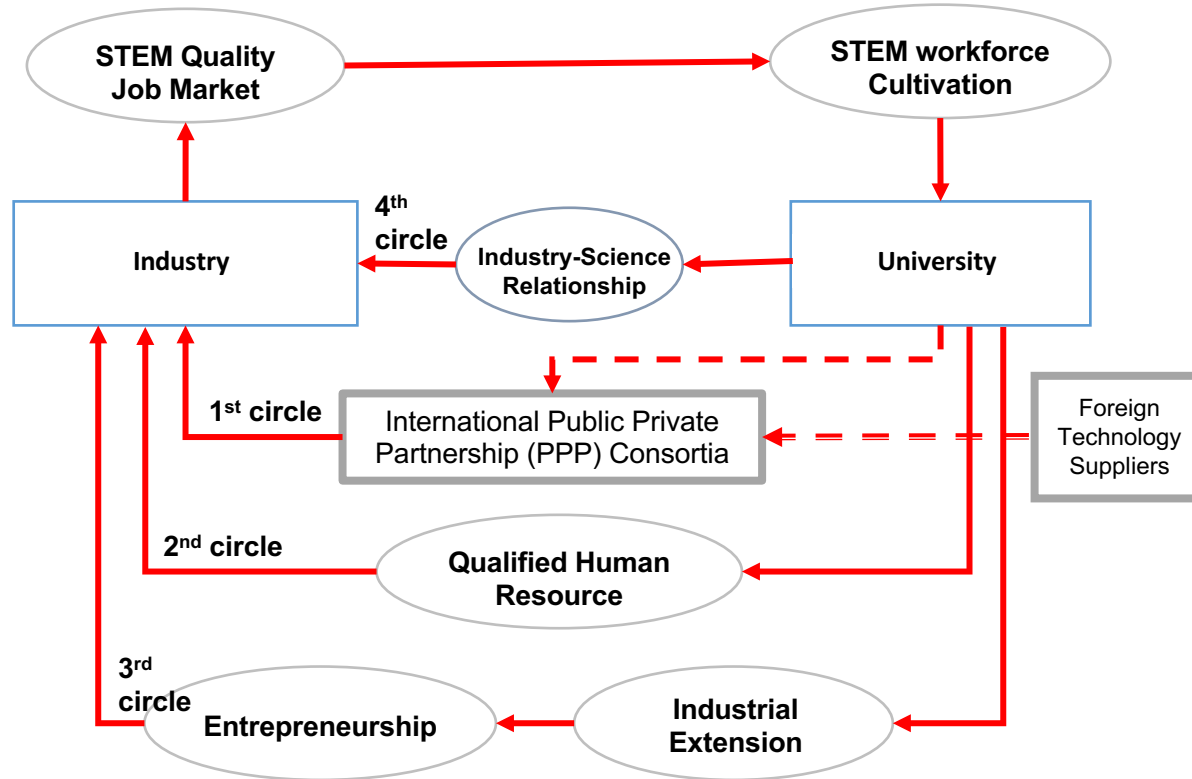 STEM Quality
Job Market
STEM workforce
Cultivation
4th
circle
Industry
Industry-Science
Relationship
University
1st circle
International Public Private
Partnership (PPP) Consortia
Foreign
Technology
Suppliers
2nd circle
Qualified Human
Resource
3rd
circle
Entrepreneurship
Industrial
Extension